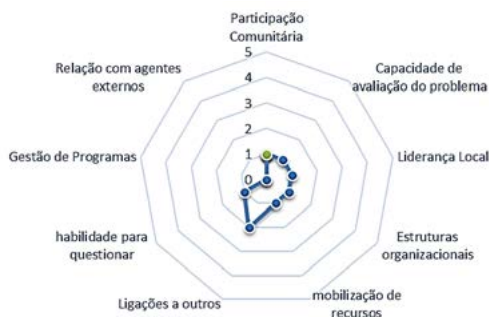 Participação
Comunitária
5
4
3
2
1
0
Capacidade de
avaliação do problema
Liderança Local
Estruturas
organizacionais
mobilização de
recursos
Ligações a outros
habilidade para
questionar
Gestão de Programas
Relação com agentes
externos